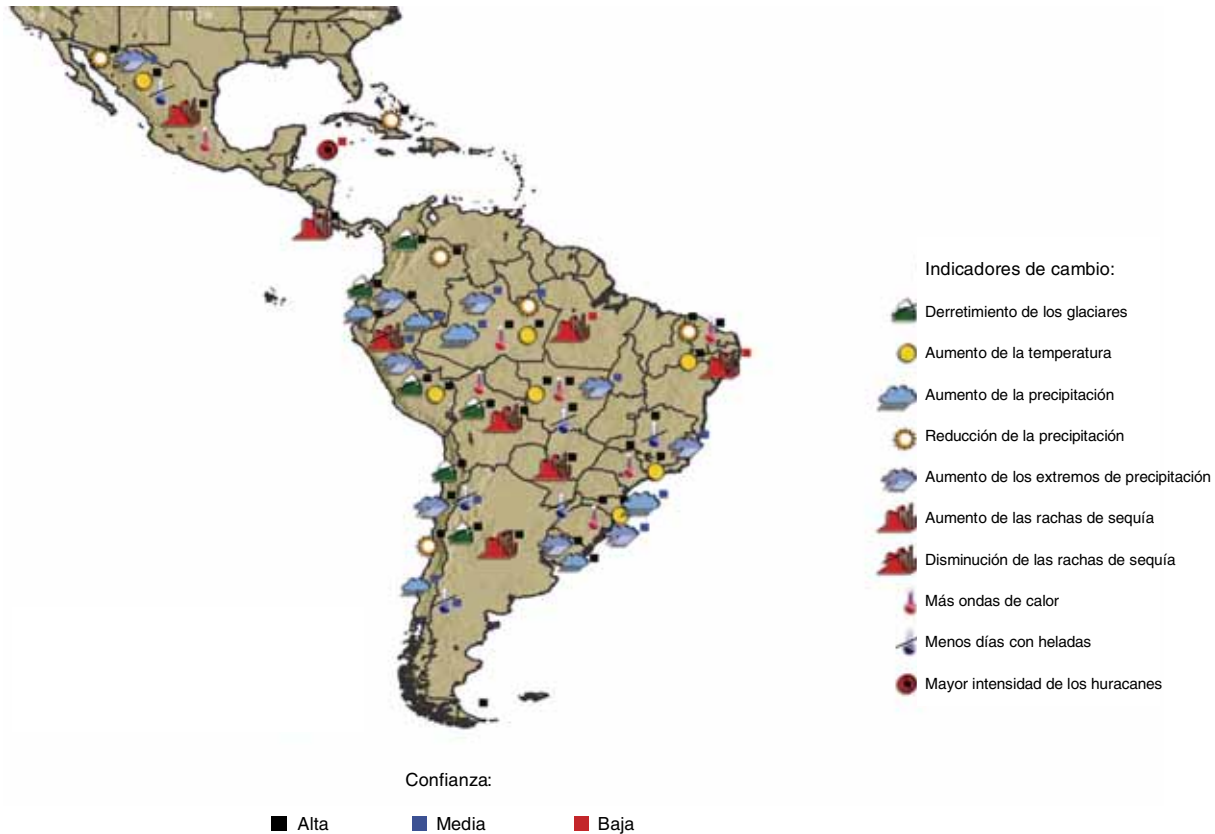 Indicadores de cambio:
Derretimiento de los glaciares
Aumento de la temperatura
Aumento de la precipitación
Reducción de la precipitación
Aumento de los extremos de precipitación
Aumento de las rachas de sequía
Disminución de las rachas de sequía
Más ondas de calor
Menos días con heladas
Mayor intensidad de los huracanes
Confianza:
Alta
Media
Baja